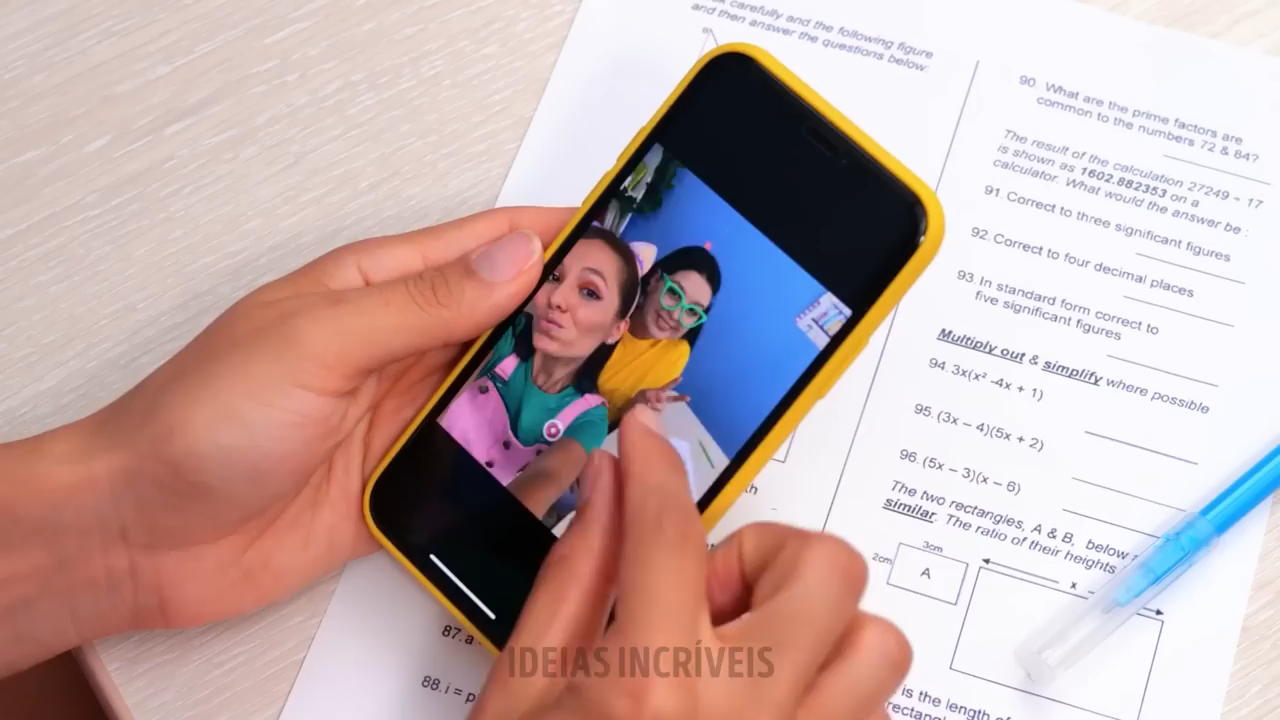 carefully and the following figure
and then answer the questions below:
90. What are the prime factors are
common to the numbers 72 & 84?
The result of the calculation 27249 ÷ 17
is shown as 1602.882353 on a
calculator. What would the answer be :
91. Correct to three significant figures
92. Correct to four decimal places
93. In standard form correct to
five significant figures
Multiply out & simplify where possible
94. 3x(x² -4x + 1)
95. (3x – 4)(5x + 2)
96. (5x – 3)(x – 6)
The two rectangles, A & B, below
similar. The ratio of their heights
3cm
2cm
A
x
is the length of
87. a
88. i = p
IDEIAS INCRÍVEIS